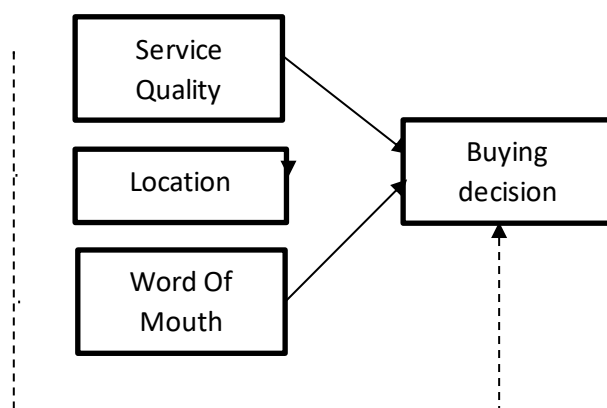 Service
Quality
Location
Buying
decision
Word Of
Mouth